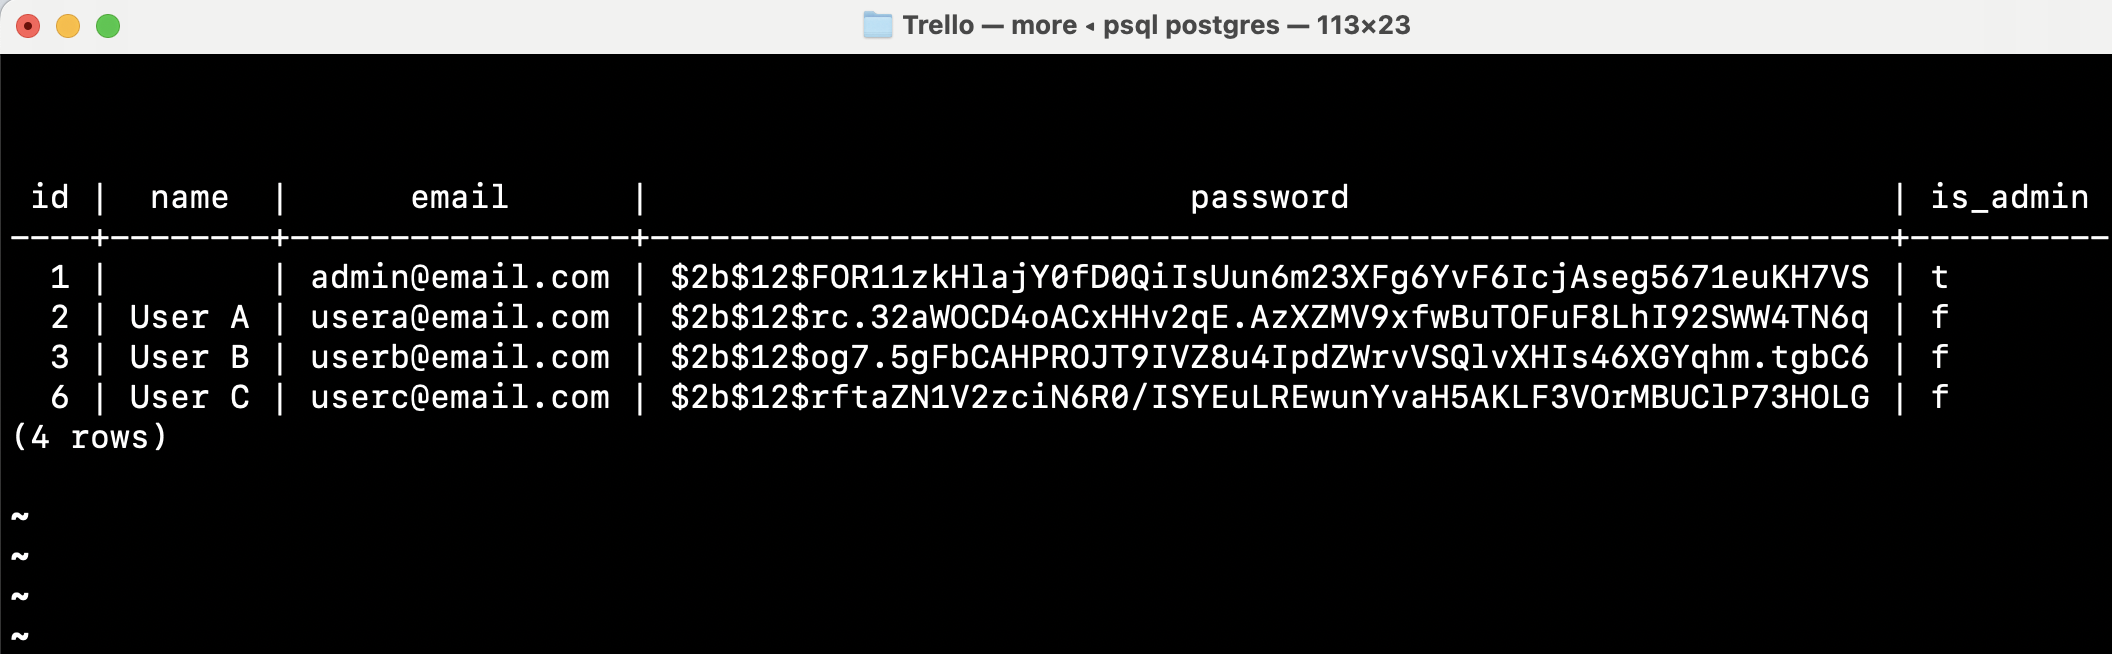 Trello — more ◂ psql postgres — 113×23
 id |  name  |      email      |                           password                           | is_admin
----+--------+-----------------+--------------------------------------------------------------+----------
  1 |        | admin@email.com | $2b$12$FOR11zkHlajY0fD0QiIsUun6m23XFg6YvF6IcjAseg5671euKH7VS | t
  2 | User A | usera@email.com | $2b$12$rc.32aWOCD4oACxHHv2qE.AzXZMV9xfwBuTOFuF8LhI92SWW4TN6q | f
  3 | User B | userb@email.com | $2b$12$og7.5gFbCAHPROJT9IVZ8u4IpdZWrvVSQlvXHIs46XGYqhm.tgbC6 | f
  6 | User C | userc@email.com | $2b$12$rftaZN1V2zciN6R0/ISYEuLREwunYvaH5AKLF3VOrMBUClP73HOLG | f
(4 rows)
~
~
~
~